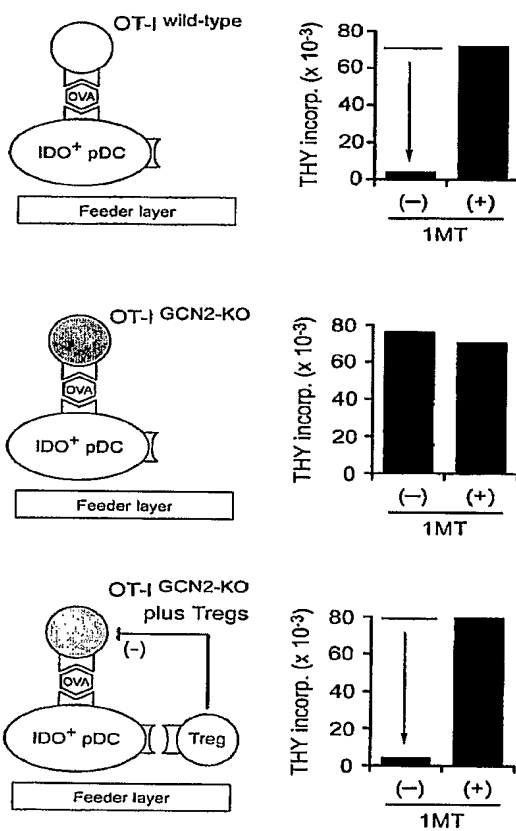 OT-I wild-type
OVA
IDO+ pDC
Feeder layer
THY incorp. (x 10-3)
80
60
40
20
0
(−) (+)
1MT
OT-I GCN2-KO
OVA
IDO+ pDC
Feeder layer
THY incorp. (x 10-3)
80
60
40
20
0
(−) (+)
1MT
OT-I GCN2-KO
plus Tregs
(-)
OVA
IDO+ pDC
Treg
Feeder layer
THY incorp. (x 10-3)
80
60
40
20
0
(−) (+)
1MT